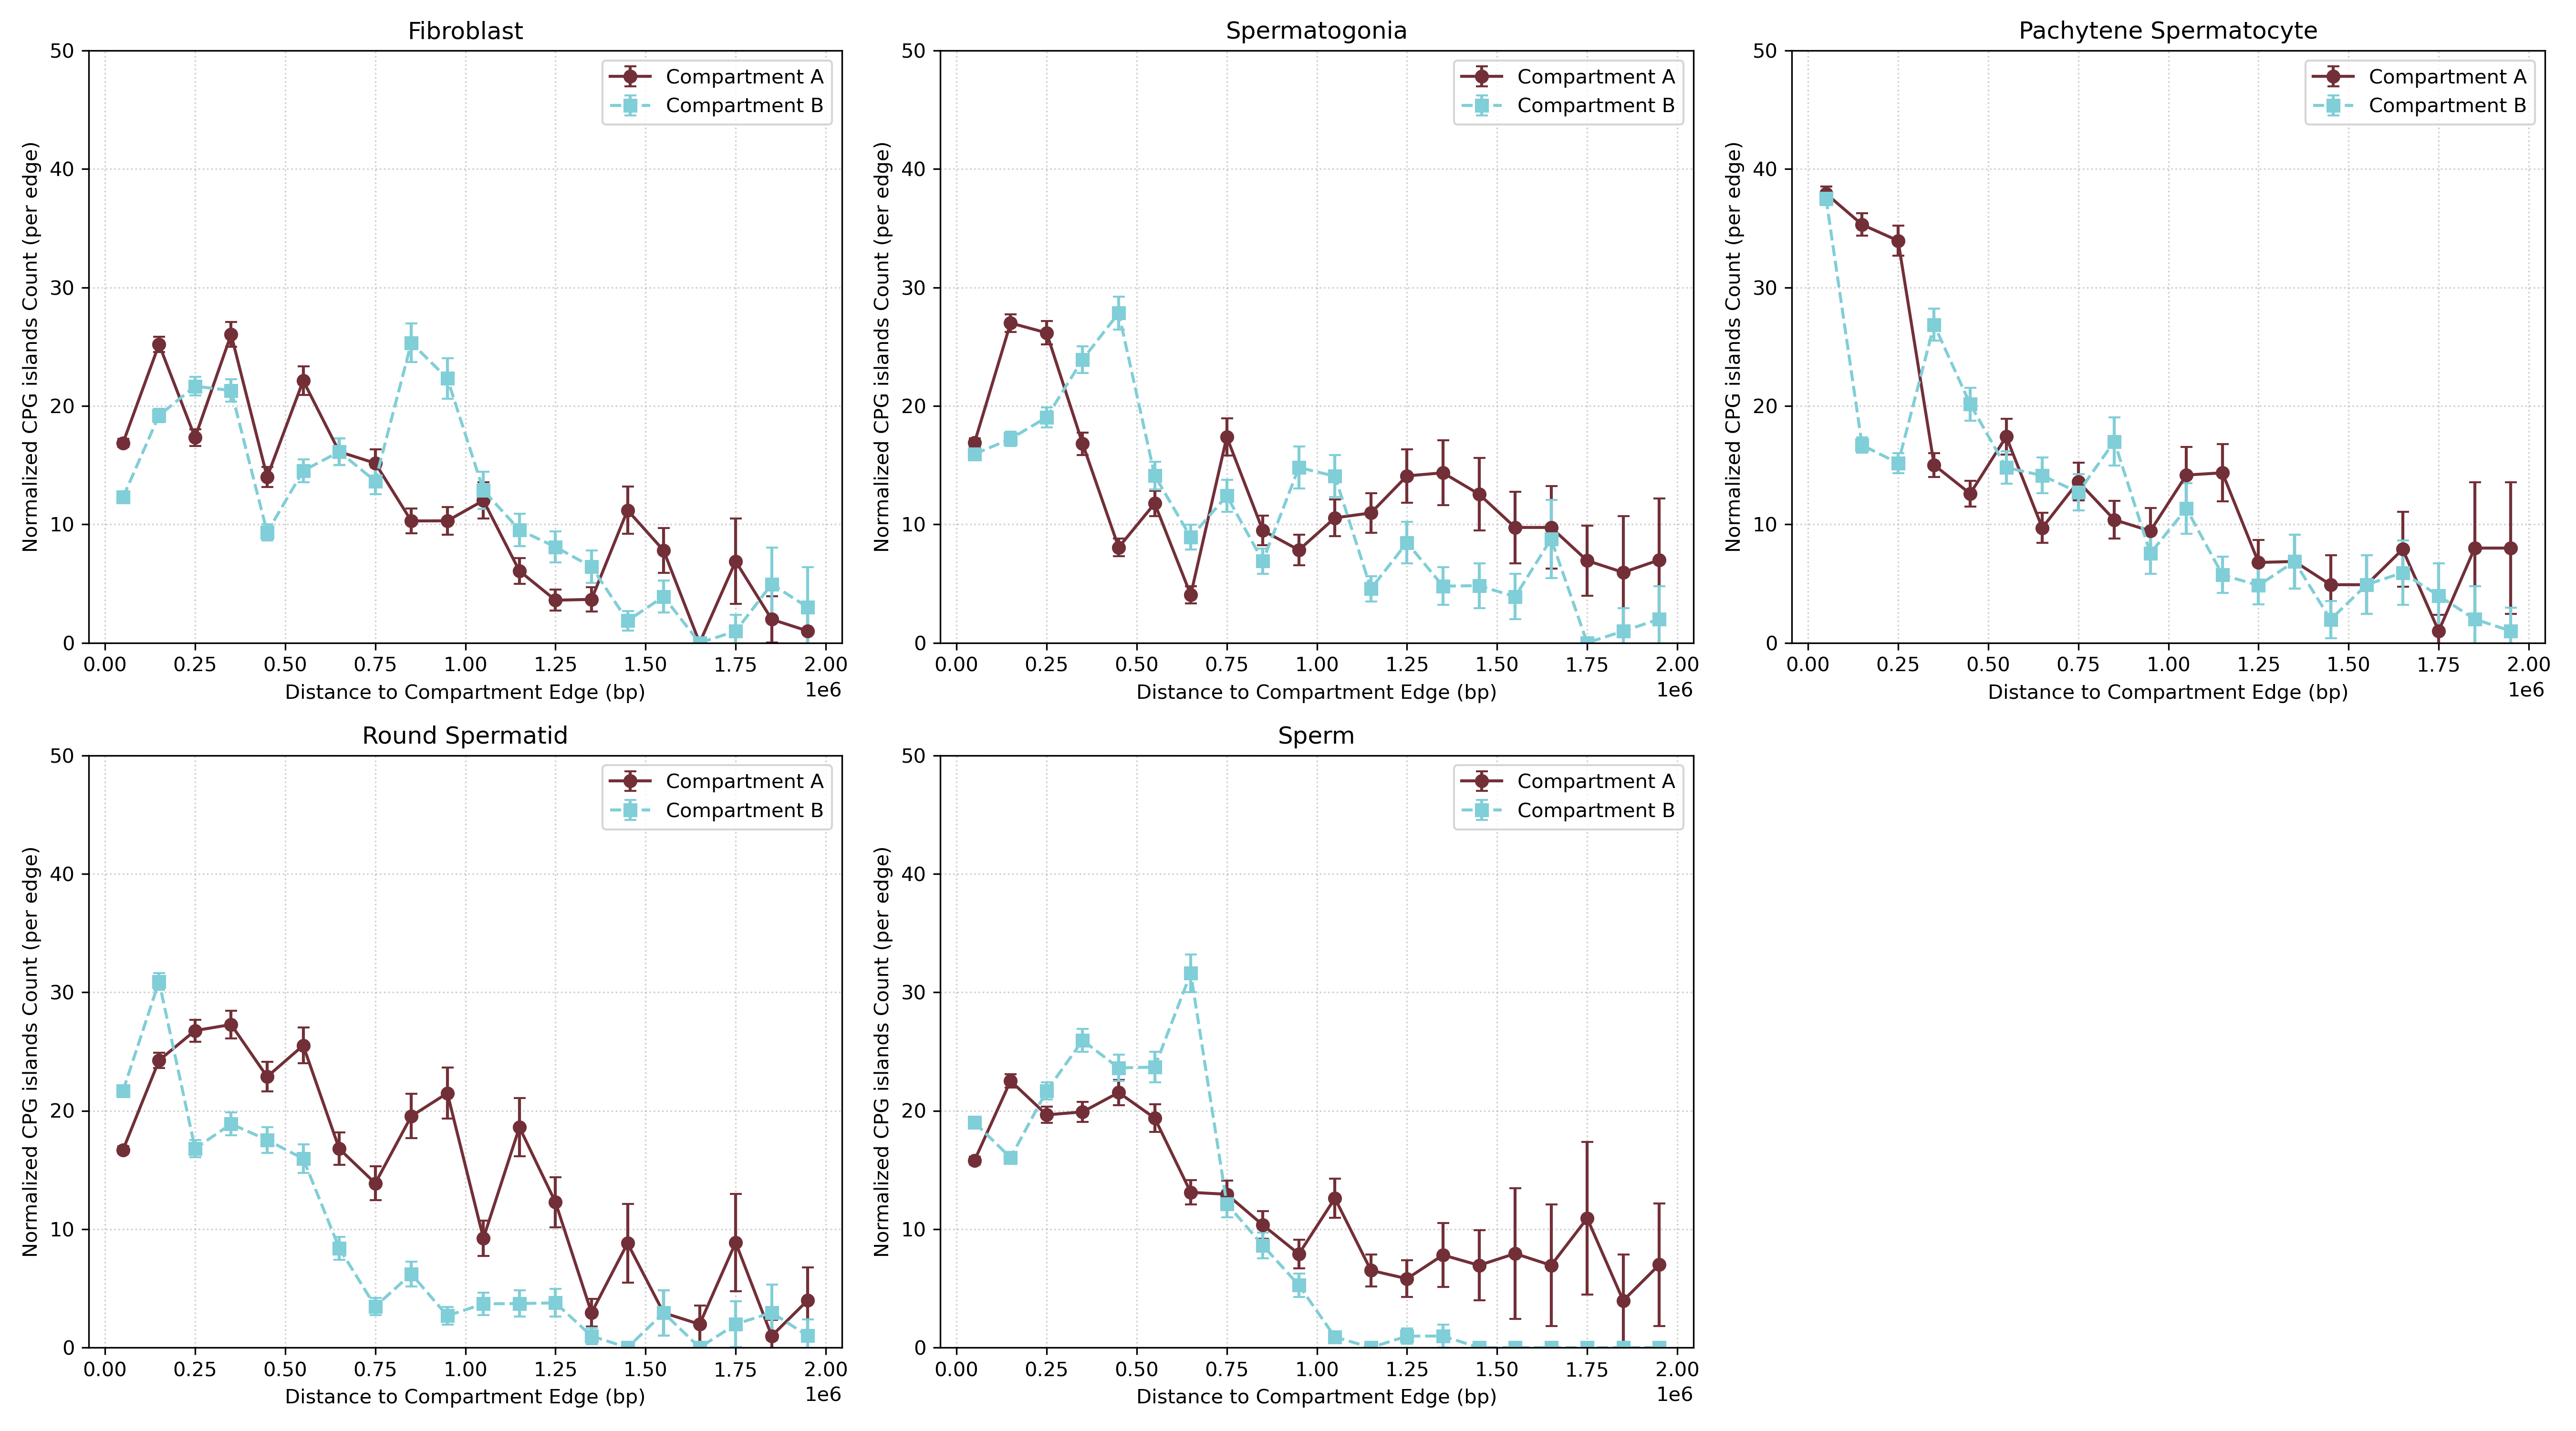 Fibroblast
50
40
30
20
10
0
Normalized CPG islands Count (per edge)
Compartment A
Compartment B
0.00 0.25 0.50 0.75 1.00 1.25 1.50 1.75 2.00
1e6
Distance to Compartment Edge (bp)
Spermatogonia
50
40
30
20
10
0
Normalized CPG islands Count (per edge)
Compartment A
Compartment B
0.00 0.25 0.50 0.75 1.00 1.25 1.50 1.75 2.00
1e6
Distance to Compartment Edge (bp)
Pachytene Spermatocyte
50
40
30
20
10
0
Normalized CPG islands Count (per edge)
Compartment A
Compartment B
0.00 0.25 0.50 0.75 1.00 1.25 1.50 1.75 2.00
1e6
Distance to Compartment Edge (bp)
Round Spermatid
50
40
30
20
10
0
Normalized CPG islands Count (per edge)
Compartment A
Compartment B
0.00 0.25 0.50 0.75 1.00 1.25 1.50 1.75 2.00
1e6
Distance to Compartment Edge (bp)
Sperm
50
40
30
20
10
0
Normalized CPG islands Count (per edge)
Compartment A
Compartment B
0.00 0.25 0.50 0.75 1.00 1.25 1.50 1.75 2.00
1e6
Distance to Compartment Edge (bp)